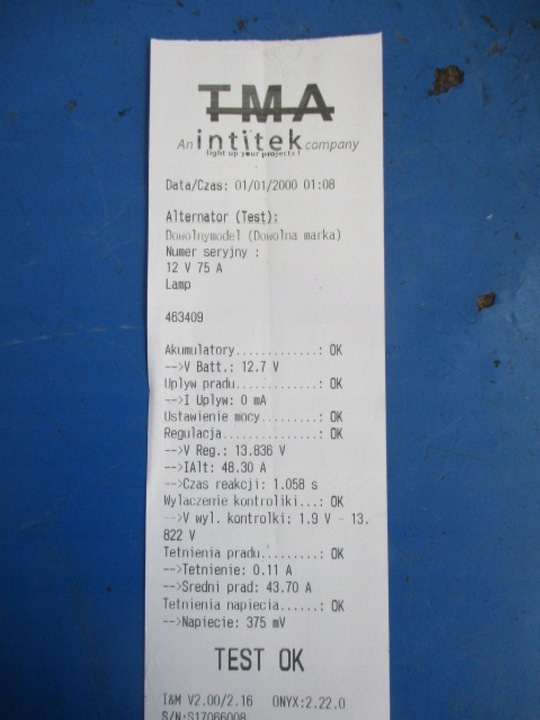 TMA
An intitek company
light up your projects !
Data/Czas: 01/01/2000 01:08
Alternator (Test):
Dowolnymodel (Dowolna marka)
Numer seryjny :
12 V 75 A
Lamp
463409
Akumulatory............: OK
-->V Batt.: 12.7 V
Uplyw pradu............: OK
-->I Uplyw: 0 mA
Ustawienie mocy........: OK
Regulacja..............: OK
-->V Reg.: 13.836 V
-->IAlt: 48.30 A
-->Czas reakcji: 1.058 s
Wylaczenie kontroliki...: OK
-->V wyl. kontrolki: 1.9 V - 13.
822 V
Tetnienia pradu.........: OK
-->Tetnienie: 0.11 A
-->Sredni prad: 43.70 A
Tetnienia napiecia......: OK
-->Napiecie: 375 mV
TEST OK
I&M V2.00/2.16 ONYX:2.22.0
S/N:S17066008